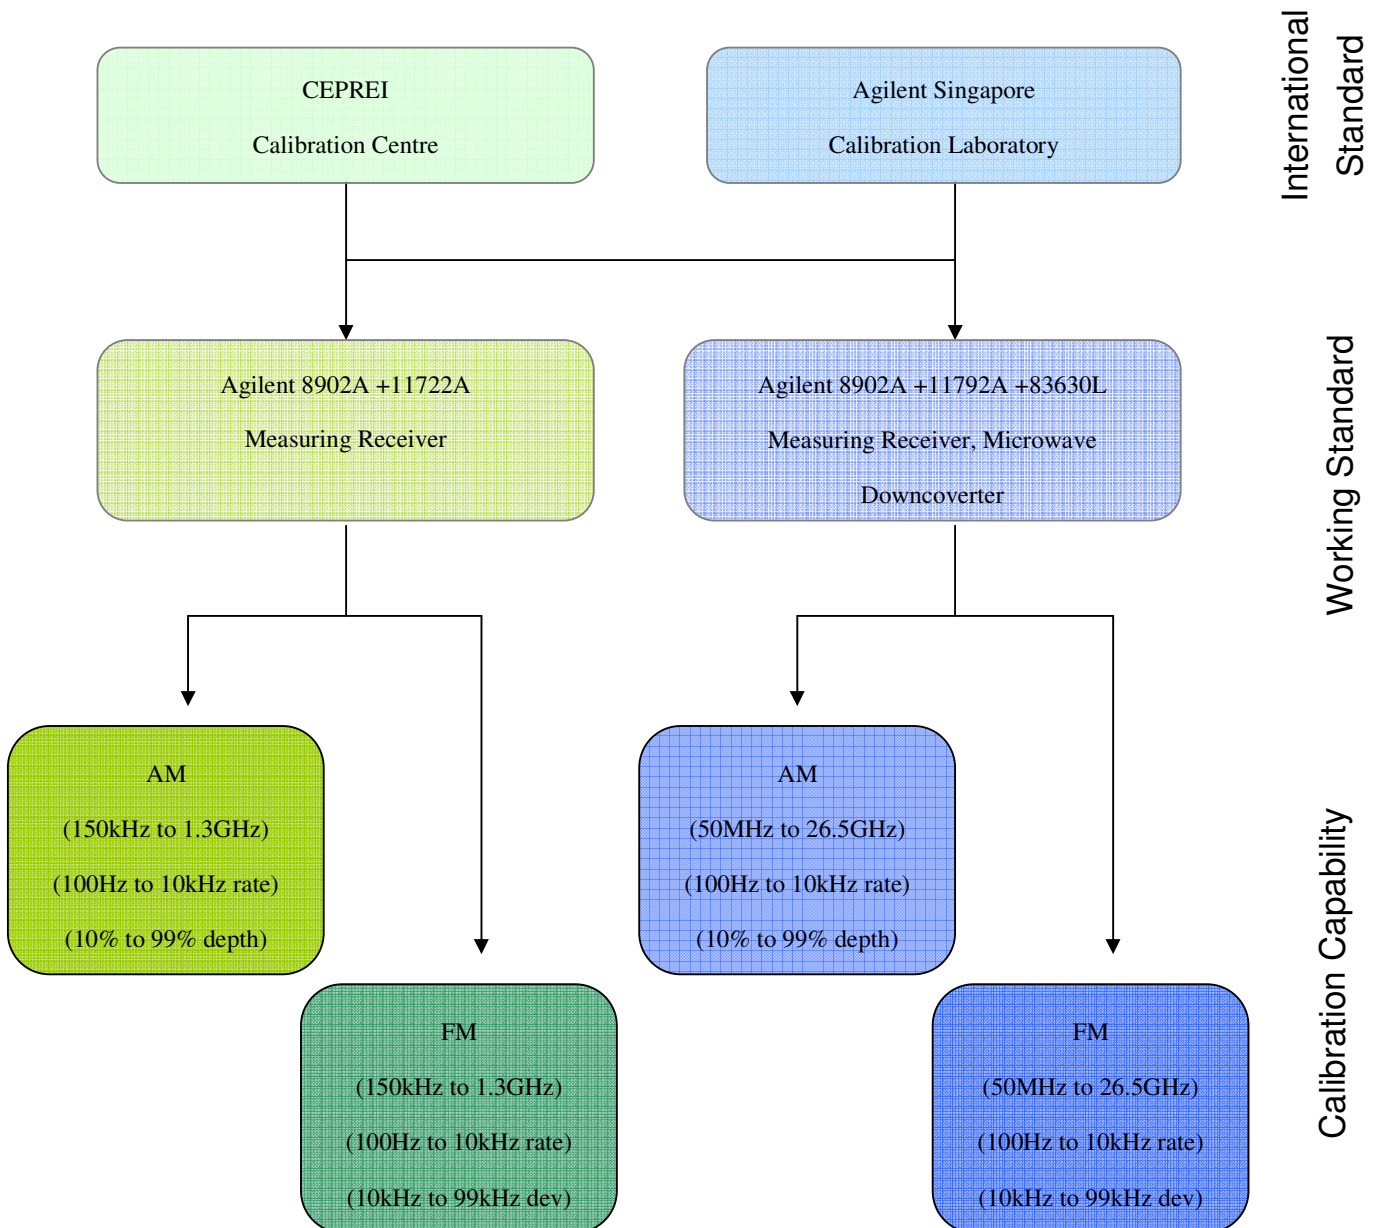 CEPREI
Calibration Centre
Agilent Singapore
Calibration Laboratory
International
Standard
Agilent 8902A +11722A
Measuring Receiver
Agilent 8902A +11792A +83630L
Measuring Receiver, Microwave
Downcoverter
Working Standard
AM
(150kHz to 1.3GHz)
(100Hz to 10kHz rate)
(10% to 99% depth)
FM
(150kHz to 1.3GHz)
(100Hz to 10kHz rate)
(10kHz to 99kHz dev)
AM
(50MHz to 26.5GHz)
(100Hz to 10kHz rate)
(10% to 99% depth)
FM
(50MHz to 26.5GHz)
(100Hz to 10kHz rate)
(10kHz to 99kHz dev)
Calibration Capability